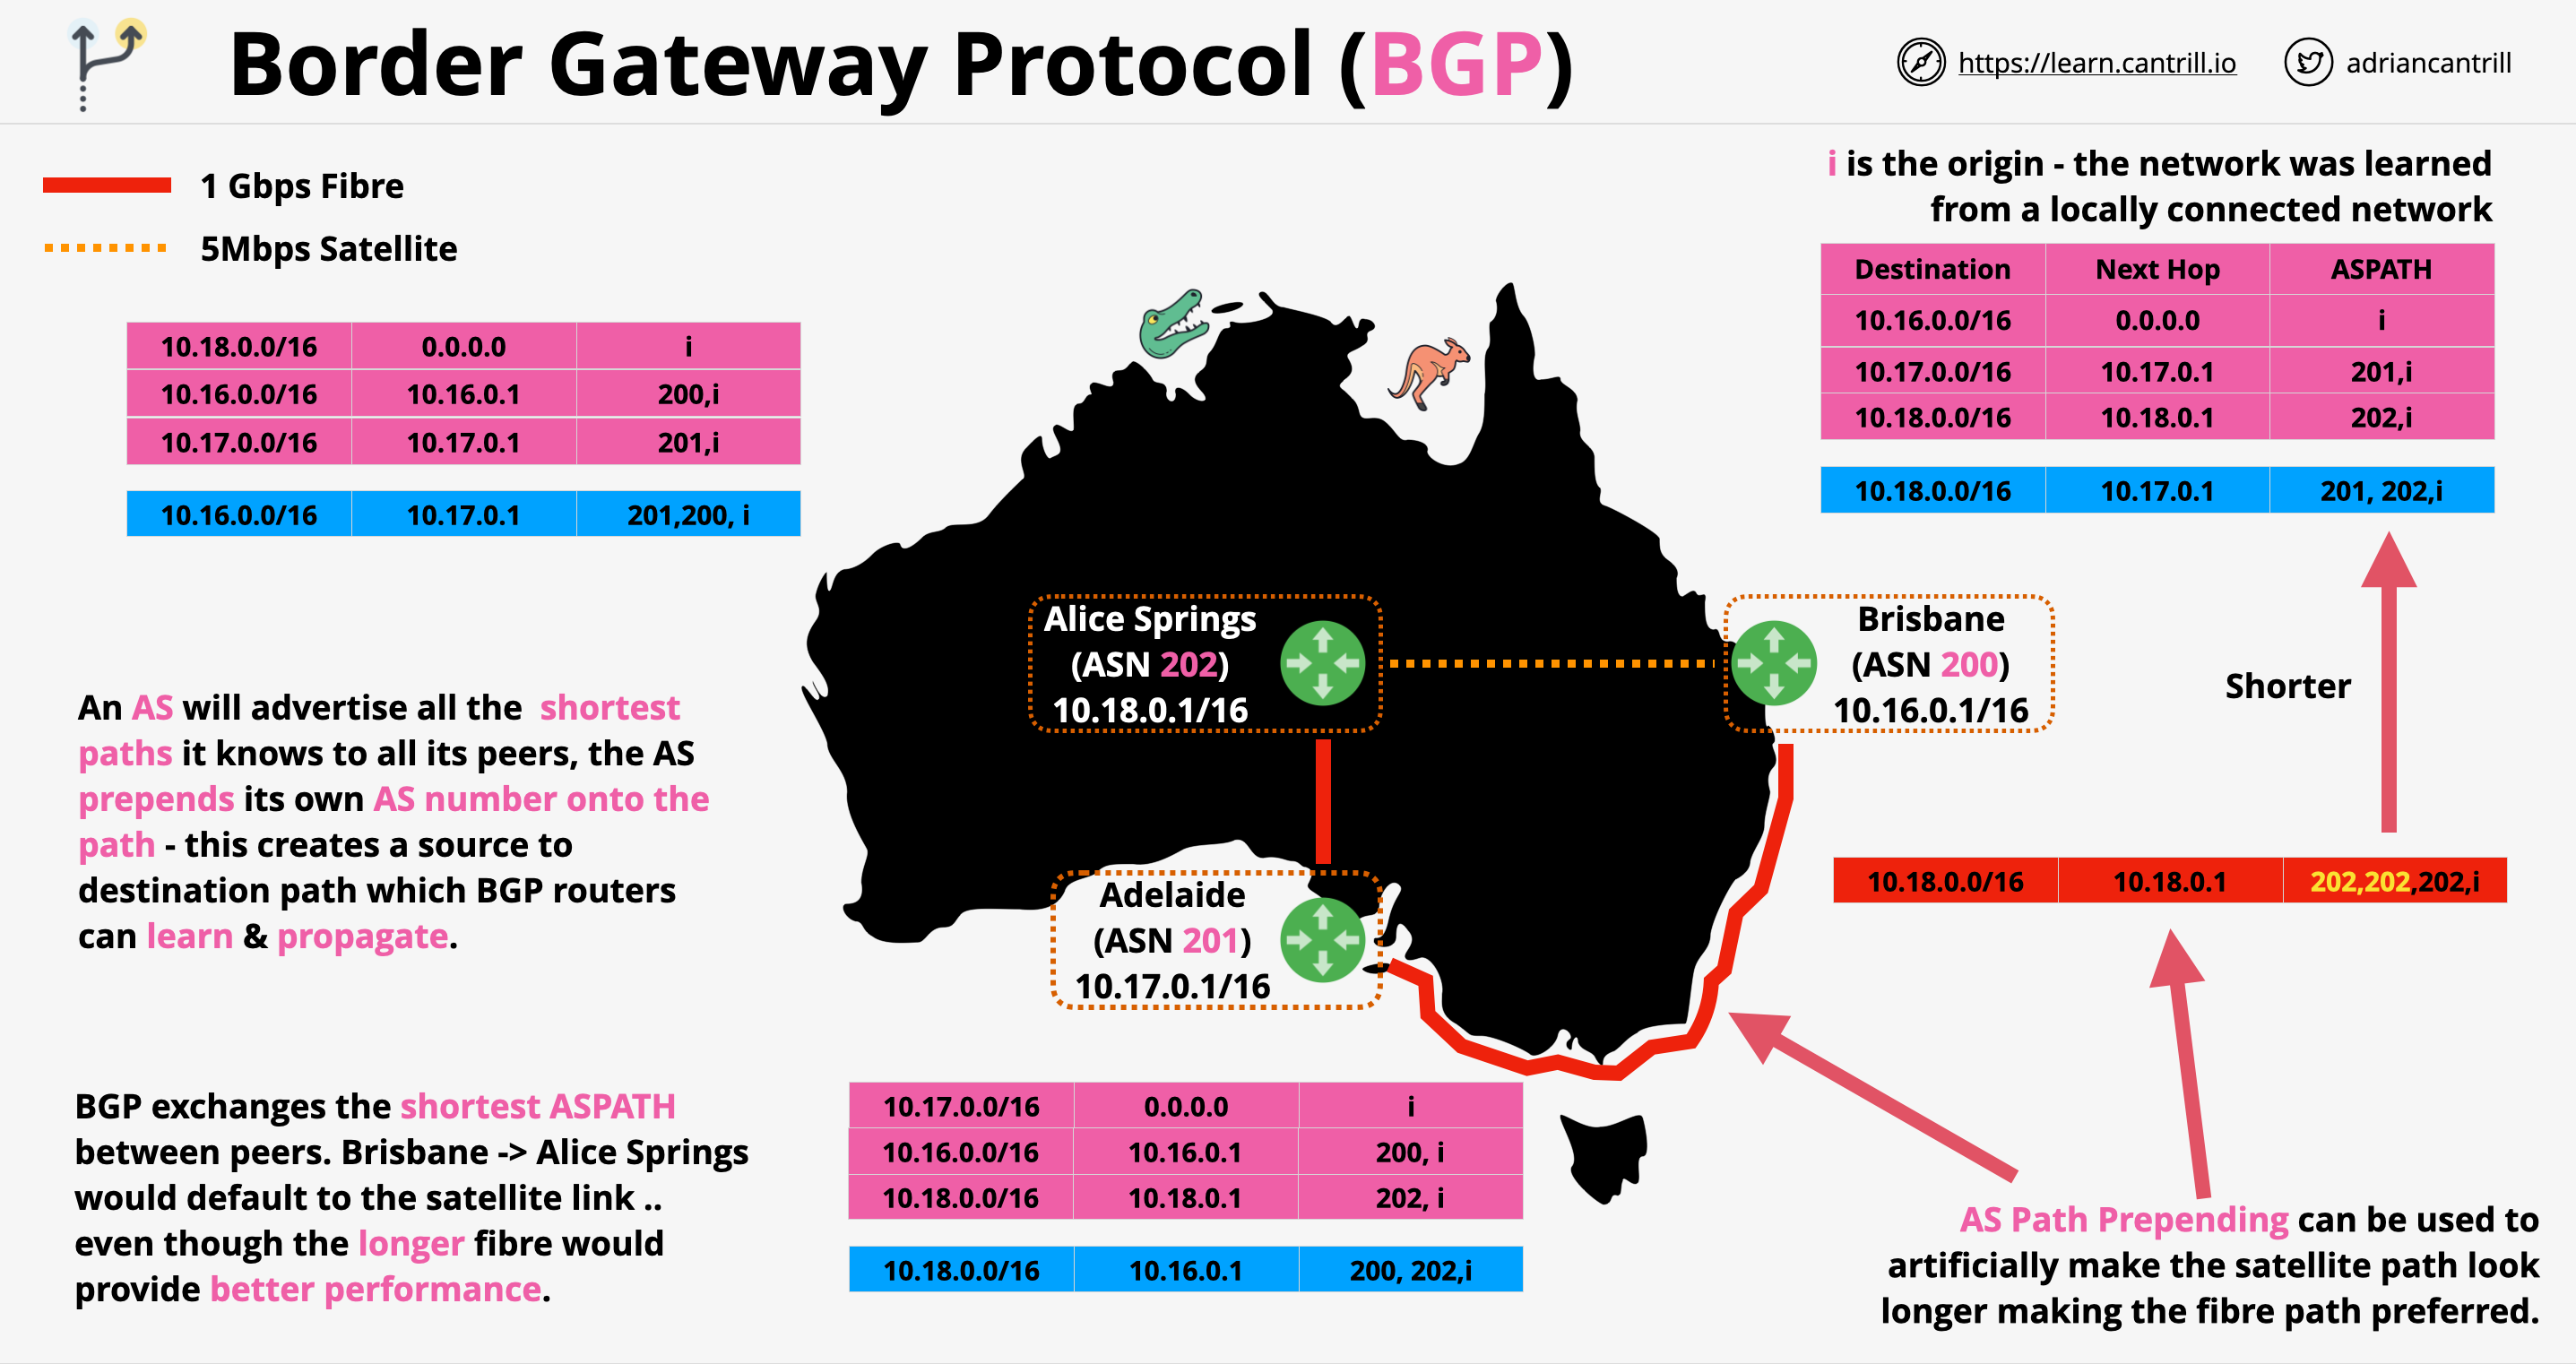 Border Gateway Protocol (BGP)
https://learn.cantrill.io
adriancantrill
1 Gbps Fibre
5Mbps Satellite
i is the origin - the network was learned
from a locally connected network
Destination Next Hop ASPATH
10.16.0.0/16 0.0.0.0 i
10.17.0.0/16 10.17.0.1 201,i
10.18.0.0/16 10.18.0.1 202,i
10.18.0.0/16 10.17.0.1 201, 202,i
10.18.0.0/16 0.0.0.0 i
10.16.0.0/16 10.16.0.1 200,i
10.17.0.0/16 10.17.0.1 201,i
10.16.0.0/16 10.17.0.1 201,200, i
Alice Springs
(ASN 202)
10.18.0.1/16
Brisbane
(ASN 200)
10.16.0.1/16
Shorter
An AS will advertise all the shortest
paths it knows to all its peers, the AS
prepends its own AS number onto the
path - this creates a source to
destination path which BGP routers
can learn & propagate.
Adelaide
(ASN 201)
10.17.0.1/16
10.18.0.0/16 10.18.0.1 202,202,202,i
BGP exchanges the shortest ASPATH
between peers. Brisbane -> Alice Springs
would default to the satellite link ..
even though the longer fibre would
provide better performance.
10.17.0.0/16 0.0.0.0 i
10.16.0.0/16 10.16.0.1 200, i
10.18.0.0/16 10.18.0.1 202, i
10.18.0.0/16 10.16.0.1 200, 202,i
AS Path Prepending can be used to
artificially make the satellite path look
longer making the fibre path preferred.